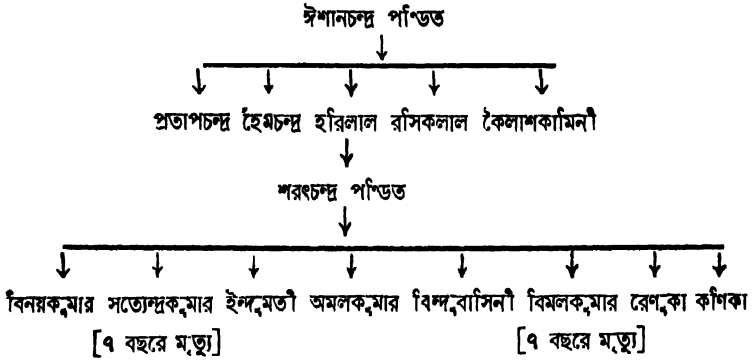 ঈশানচন্দ্র পণ্ডিত
প্রতাপচন্দ্র হৈমচন্দ্র হরিলাল রসিকলাল কৈলাশকামিনী
শরৎচন্দ্র পণ্ডিত
বিনয়কুমার সত্যেন্দ্রকুমার ইন্দুমতী অমলকুমার বিন্দুবাসিনী বিমলকুমার রেণুকা কণিকা
[৭ বছরে মৃত্যু] [৭ বছরে মৃত্যু]